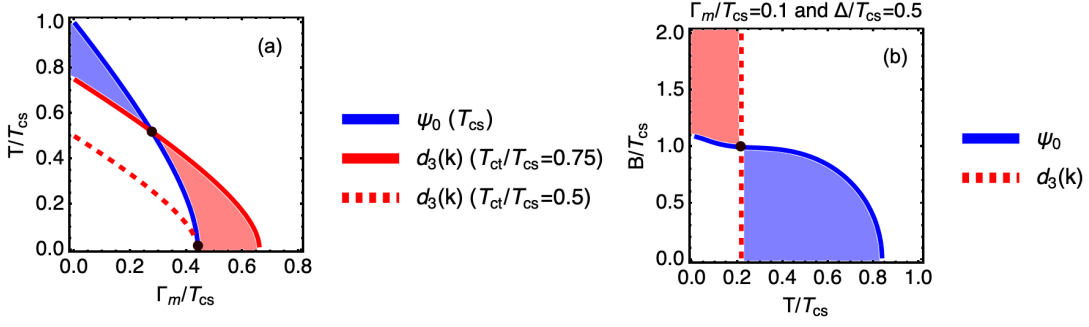 (a)
T/T_cs
1.0
0.8
0.6
0.4
0.2
0.0
0.0 0.2 0.4 0.6 0.8
Γ_m/T_cs
ψ_0 (T_cs)
d_3(k) (T_ct/T_cs=0.75)
d_3(k) (T_ct/T_cs=0.5)
Γ_m/T_cs=0.1 and Δ/T_cs=0.5
(b)
B/T_cs
2.0
1.5
1.0
0.5
0.0
0.0 0.2 0.4 0.6 0.8 1.0
T/T_cs
ψ_0
d_3(k)